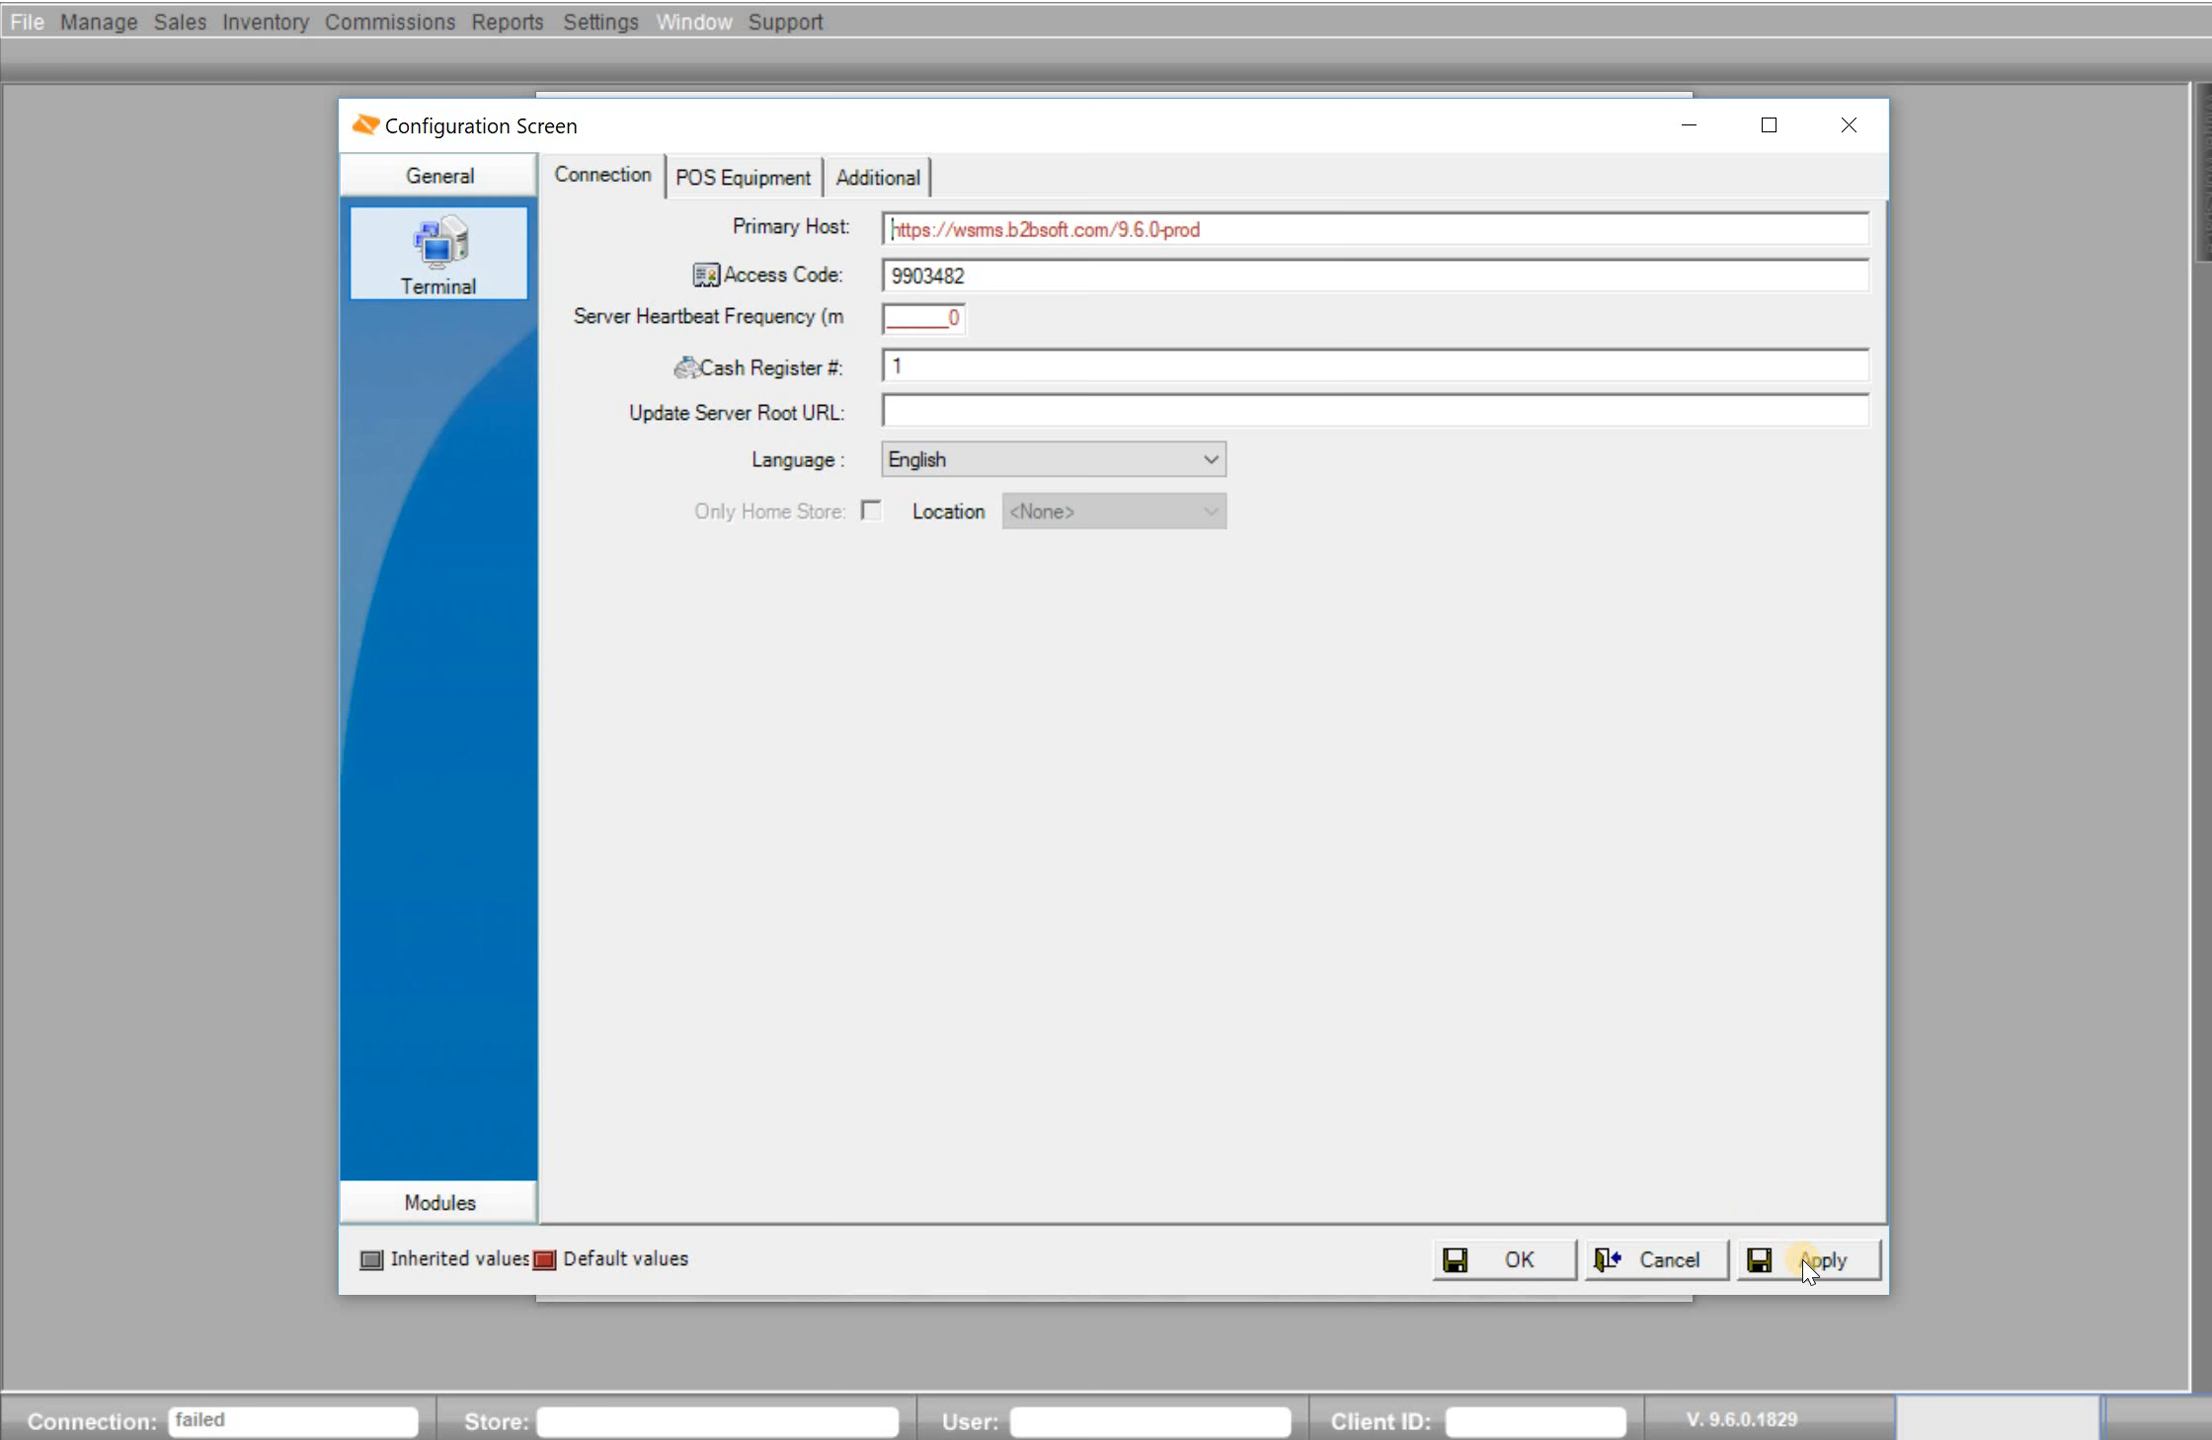 File Manage Sales Inventory Commissions Reports Settings Window Support
Configuration Screen
General
Connection POS Equipment Additional
Terminal
Primary Host: https://wsrms.b2bsoft.com/9.6.0-prod
Access Code: 9903482
Server Heartbeat Frequency (m ______0
Cash Register #: 1
Update Server Root URL:
Language : English
Only Home Store: Location <None>
Modules
Inherited values Default values
OK Cancel Apply
Connection: failed Store: User: Client ID: V. 9.6.0.1829